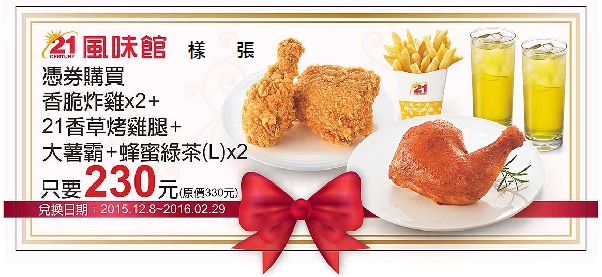 21 風味館 樣張
CENTURY
憑券購買
香脆炸雞x2+
21香草烤雞腿+
大薯霸+蜂蜜綠茶(L)x2
只要230元(原價330元)
兌換日期：2015.12.8~2016.02.29
21